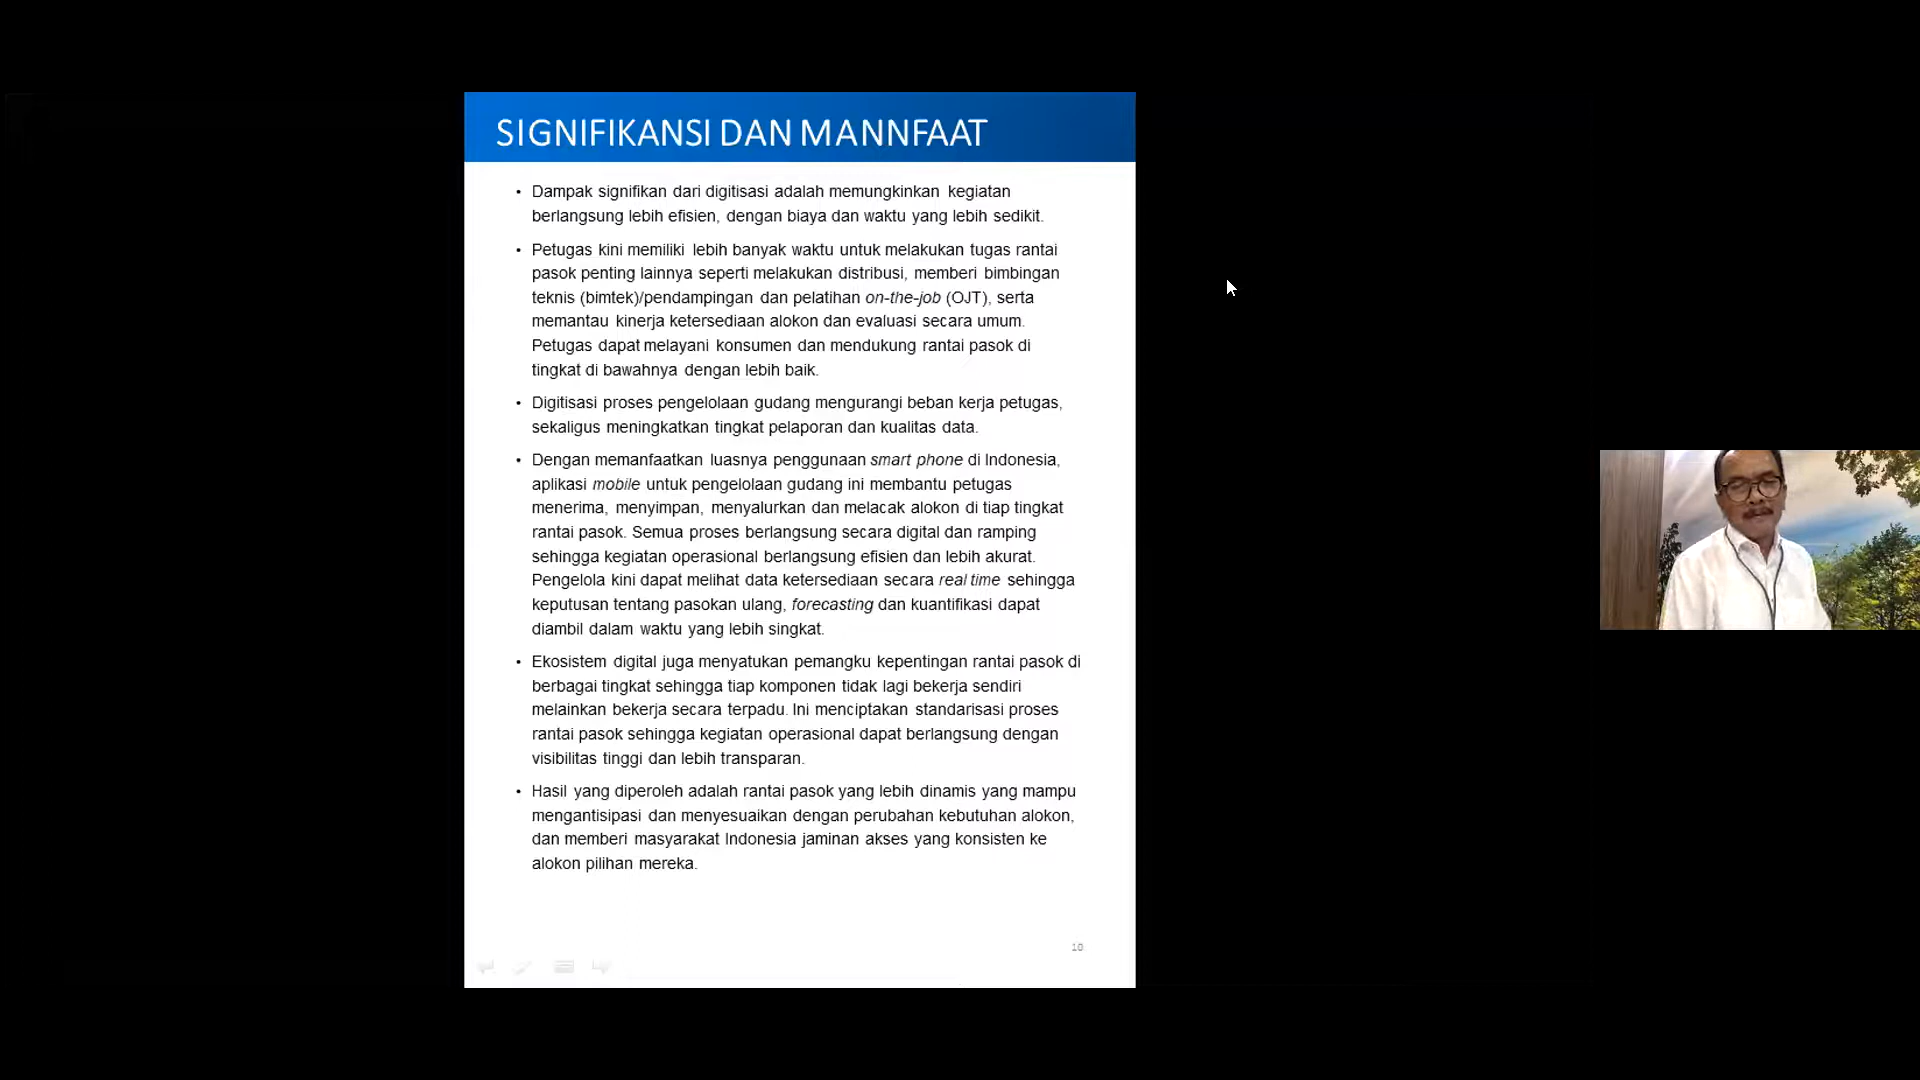 SIGNIFIKANSI DAN MANNFAAT
• Dampak signifikan dari digitisasi adalah memungkinkan kegiatan
berlangsung lebih efisien, dengan biaya dan waktu yang lebih sedikit.
• Petugas kini memiliki lebih banyak waktu untuk melakukan tugas rantai
pasok penting lainnya seperti melakukan distribusi, memberi bimbingan
teknis (bimtek)/pendampingan dan pelatihan on-the-job (OJT), serta
memantau kinerja ketersediaan alokon dan evaluasi secara umum.
Petugas dapat melayani konsumen dan mendukung rantai pasok di
tingkat di bawahnya dengan lebih baik.
• Digitisasi proses pengelolaan gudang mengurangi beban kerja petugas,
sekaligus meningkatkan tingkat pelaporan dan kualitas data.
• Dengan memanfaatkan luasnya penggunaan smart phone di Indonesia,
aplikasi mobile untuk pengelolaan gudang ini membantu petugas
menerima, menyimpan, menyalurkan dan melacak alokon di tiap tingkat
rantai pasok. Semua proses berlangsung secara digital dan ramping
sehingga kegiatan operasional berlangsung efisien dan lebih akurat.
Pengelola kini dapat melihat data ketersediaan secara real time sehingga
keputusan tentang pasokan ulang, forecasting dan kuantifikasi dapat
diambil dalam waktu yang lebih singkat.
• Ekosistem digital juga menyatukan pemangku kepentingan rantai pasok di
berbagai tingkat sehingga tiap komponen tidak lagi bekerja sendiri
melainkan bekerja secara terpadu. Ini menciptakan standarisasi proses
rantai pasok sehingga kegiatan operasional dapat berlangsung dengan
visibilitas tinggi dan lebih transparan.
• Hasil yang diperoleh adalah rantai pasok yang lebih dinamis yang mampu
mengantisipasi dan menyesuaikan dengan perubahan kebutuhan alokon,
dan memberi masyarakat Indonesia jaminan akses yang konsisten ke
alokon pilihan mereka.
10